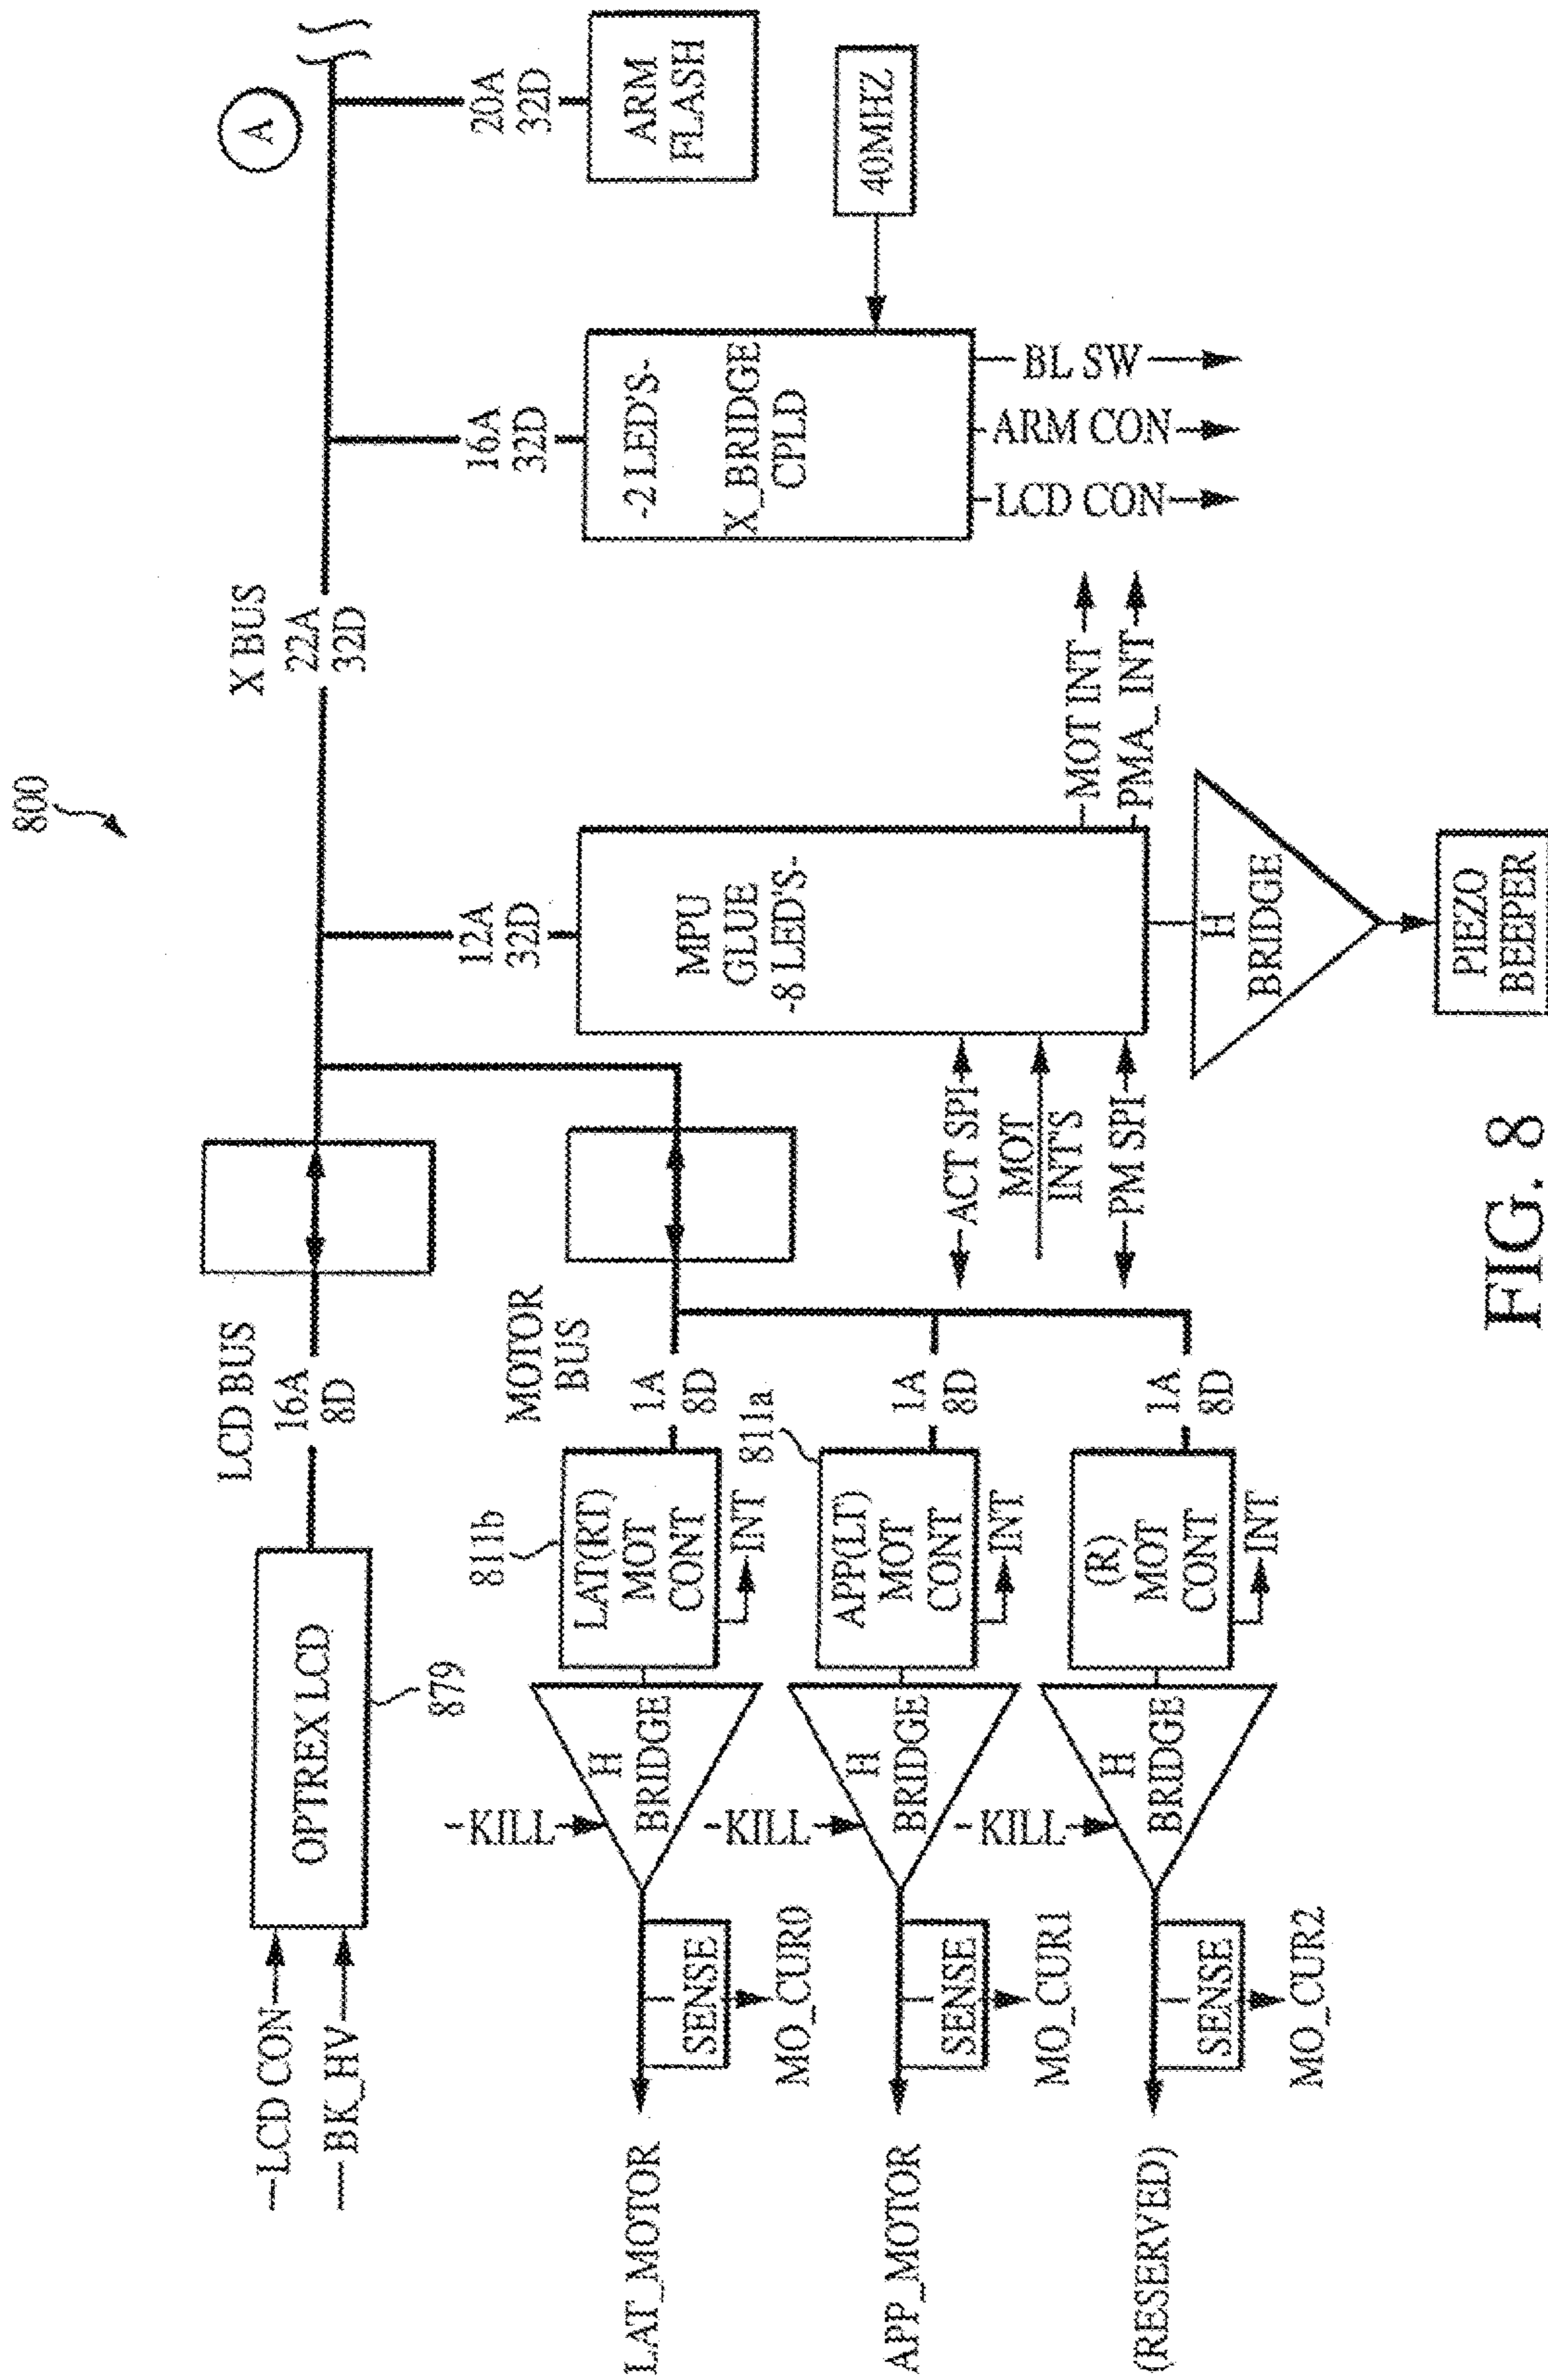 800
LCD CON
BK_HV
OPTREX LCD
879
LCD BUS
16A
8D
X BUS
22A
32D
A
20A
32D
ARM
FLASH
40MHZ
16A
32D
-2 LED'S-
X_BRIDGE
CPLD
LCD CON
ARM CON
BL SW
12A
32D
MPU
GLUE
-8 LED'S-
ACT SPI
MOT
INT'S
PM SPI
MOT INT
PMA_INT
H
BRIDGE
PIEZO
BEEPER
MOTOR
BUS
1A
8D
811b
LAT(RT)
MOT
CONT
INT
H
BRIDGE
KILL
I
SENSE
MO_CUR0
LAT_MOTOR
1A
8D
811a
APP(LT)
MOT
CONT
INT
H
BRIDGE
KILL
I
SENSE
MO_CUR1
APP_MOTOR
1A
8D
(R)
MOT
CONT
INT
H
BRIDGE
KILL
I
SENSE
MO_CUR2
(RESERVED)
FIG. 8